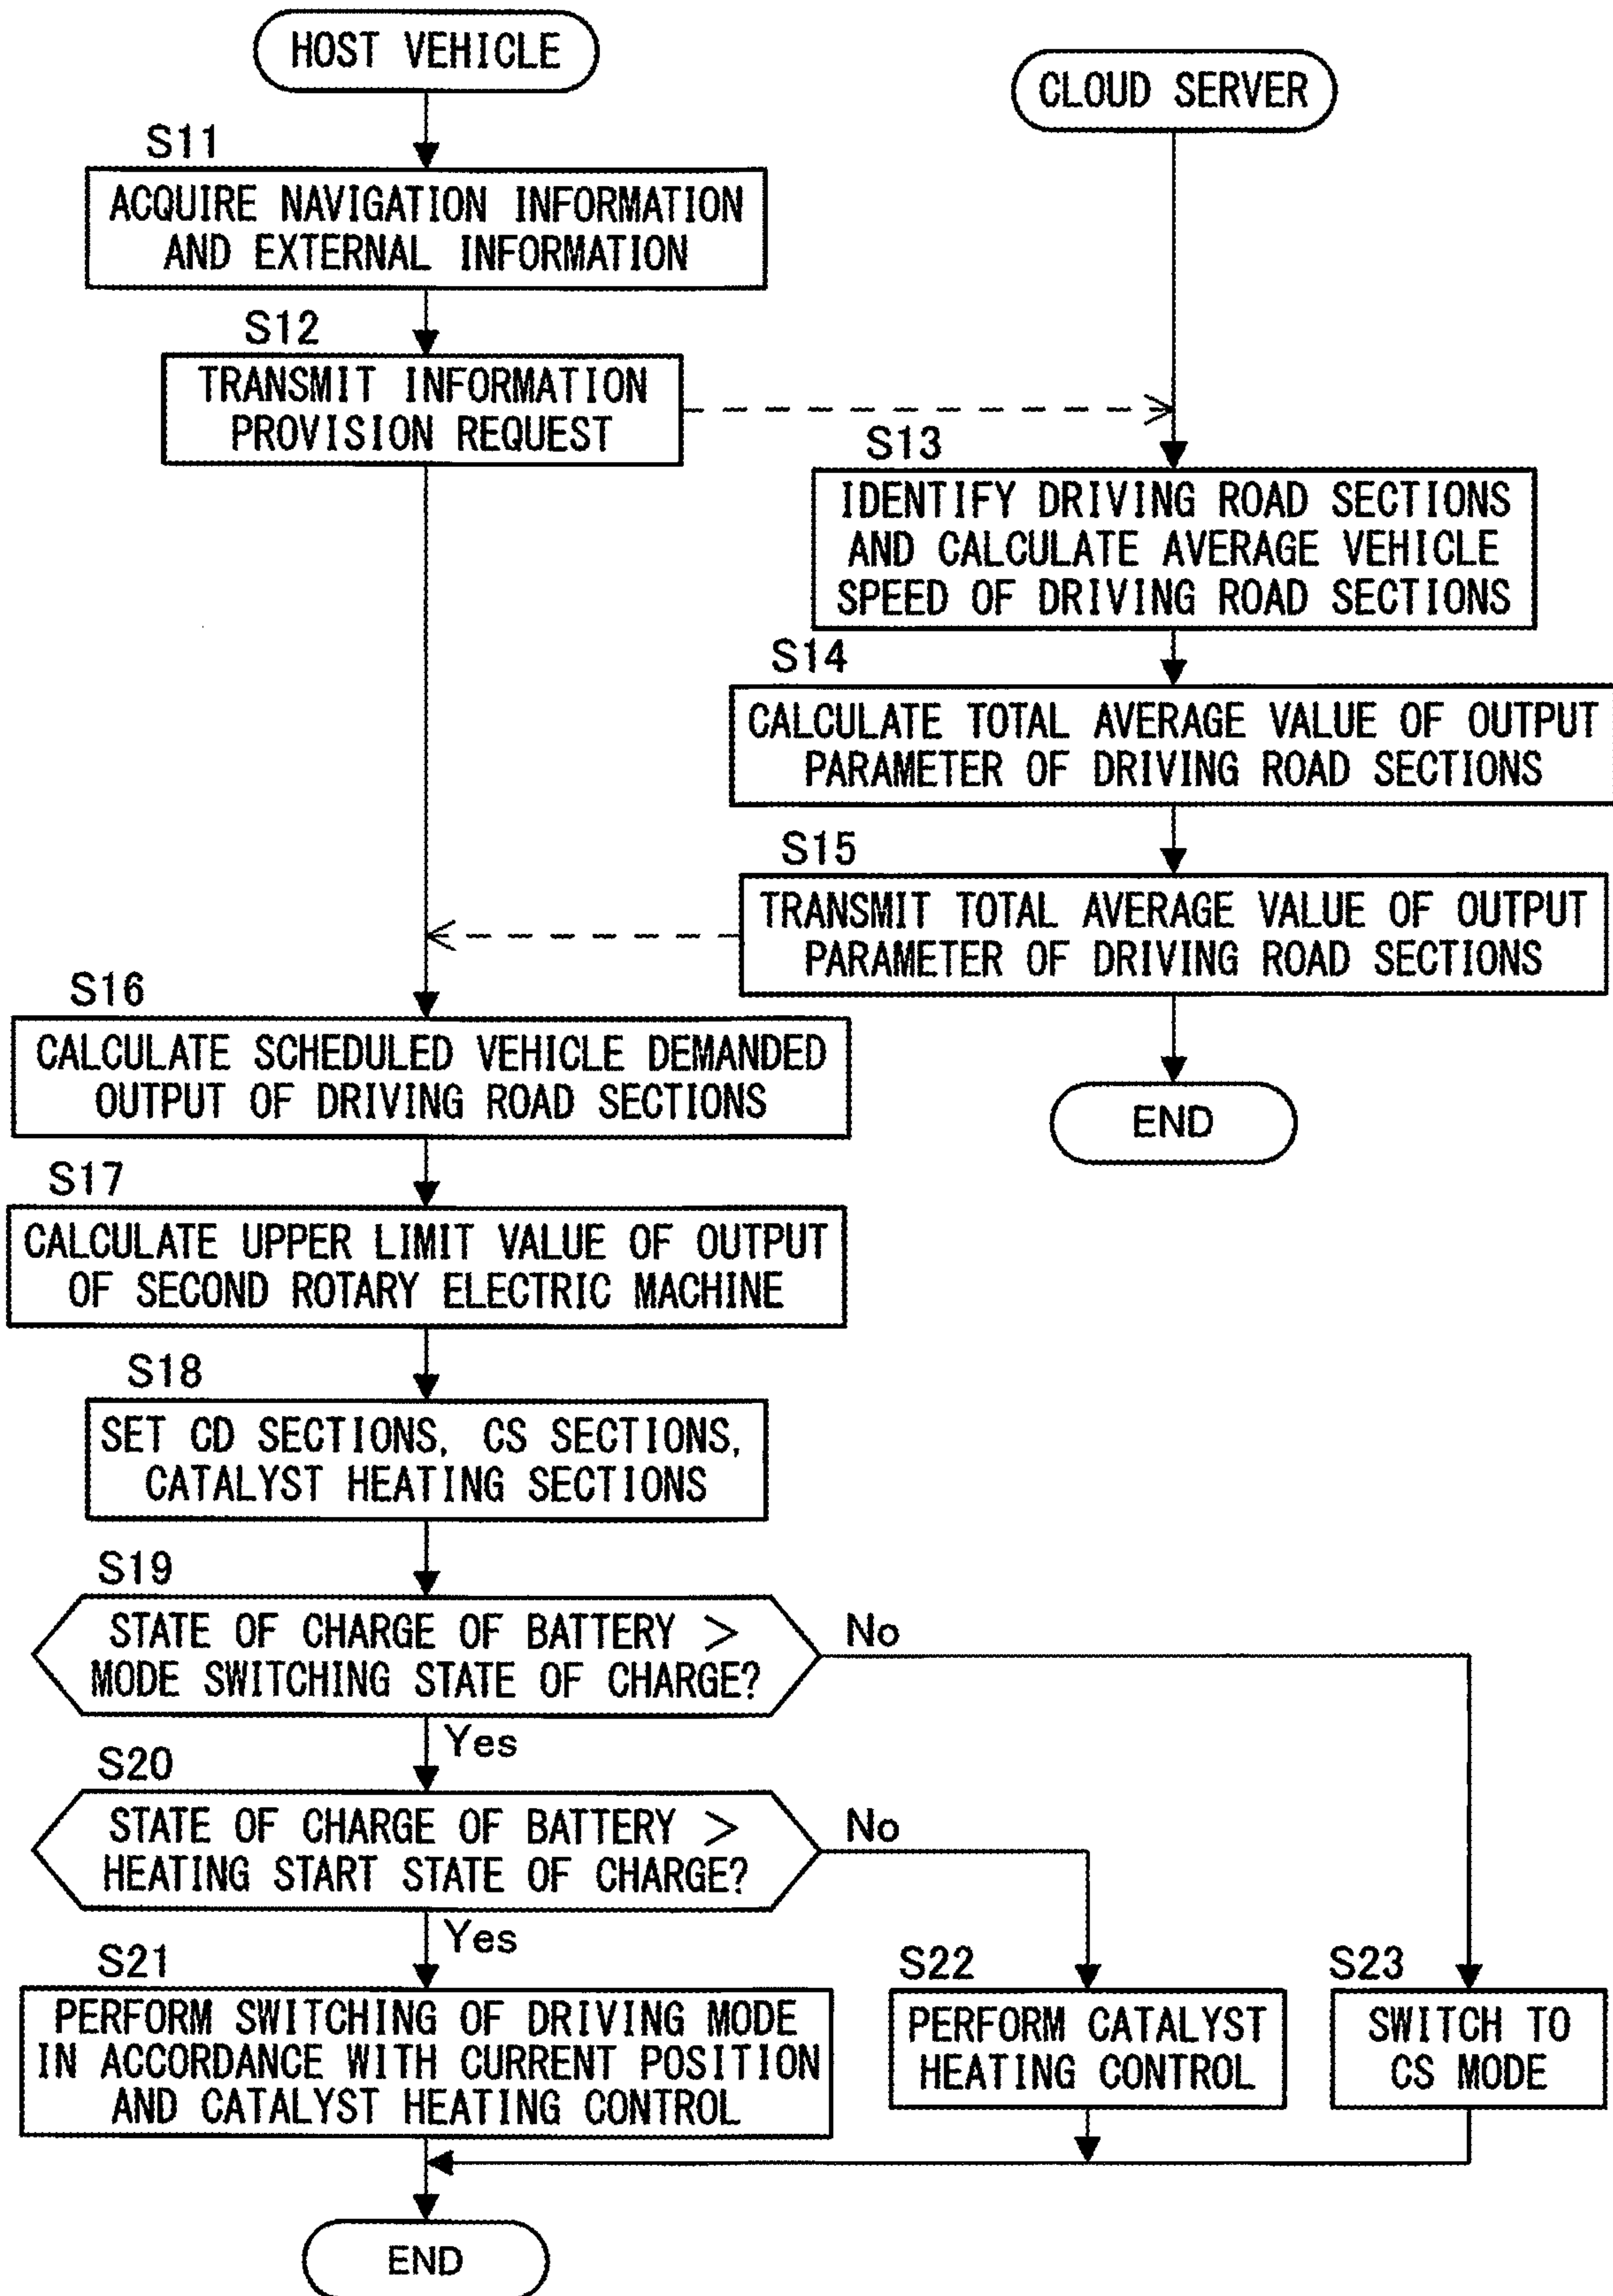 HOST VEHICLE
CLOUD SERVER
S11
ACQUIRE NAVIGATION INFORMATION
AND EXTERNAL INFORMATION
S12
TRANSMIT INFORMATION
PROVISION REQUEST
S13
IDENTIFY DRIVING ROAD SECTIONS
AND CALCULATE AVERAGE VEHICLE
SPEED OF DRIVING ROAD SECTIONS
S14
CALCULATE TOTAL AVERAGE VALUE OF OUTPUT
PARAMETER OF DRIVING ROAD SECTIONS
S15
TRANSMIT TOTAL AVERAGE VALUE OF OUTPUT
PARAMETER OF DRIVING ROAD SECTIONS
END
S16
CALCULATE SCHEDULED VEHICLE DEMANDED
OUTPUT OF DRIVING ROAD SECTIONS
S17
CALCULATE UPPER LIMIT VALUE OF OUTPUT
OF SECOND ROTARY ELECTRIC MACHINE
S18
SET CD SECTIONS, CS SECTIONS,
CATALYST HEATING SECTIONS
S19
STATE OF CHARGE OF BATTERY >
MODE SWITCHING STATE OF CHARGE?
No
Yes
S20
STATE OF CHARGE OF BATTERY >
HEATING START STATE OF CHARGE?
No
Yes
S21
PERFORM SWITCHING OF DRIVING MODE
IN ACCORDANCE WITH CURRENT POSITION
AND CATALYST HEATING CONTROL
S22
PERFORM CATALYST
HEATING CONTROL
S23
SWITCH TO
CS MODE
END